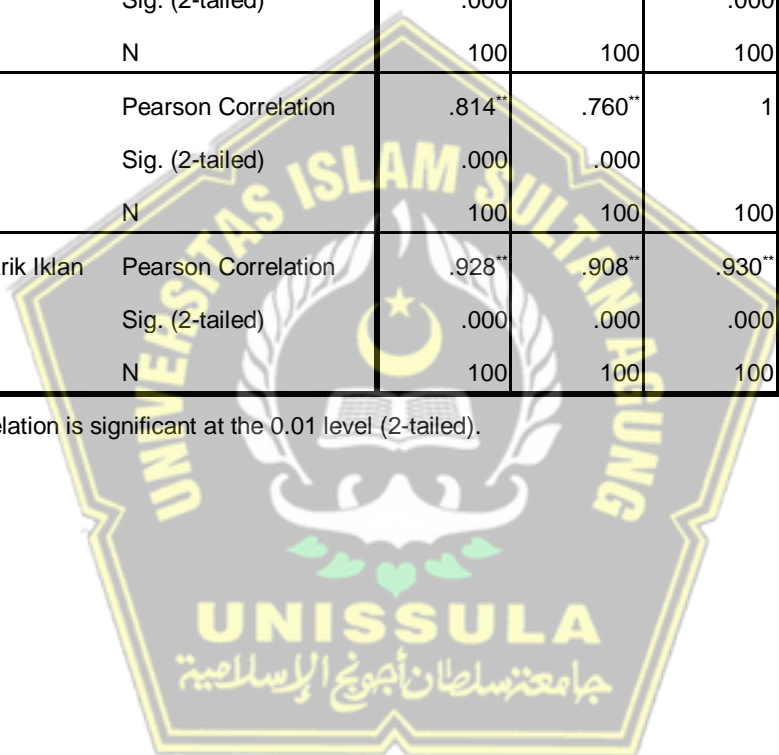 Sig. (2-tailed) .000 .000
N 100 100 100
Pearson Correlation .814** .760** 1
Sig. (2-tailed) .000 .000
N 100 100 100
rik Iklan Pearson Correlation .928** .908** .930**
Sig. (2-tailed) .000 .000 .000
N 100 100 100
elation is significant at the 0.01 level (2-tailed).
UNIVERSITAS ISLAM SULTAN AGUNG
UNISSULA
جامعنسلطان أجونج الإسلامية